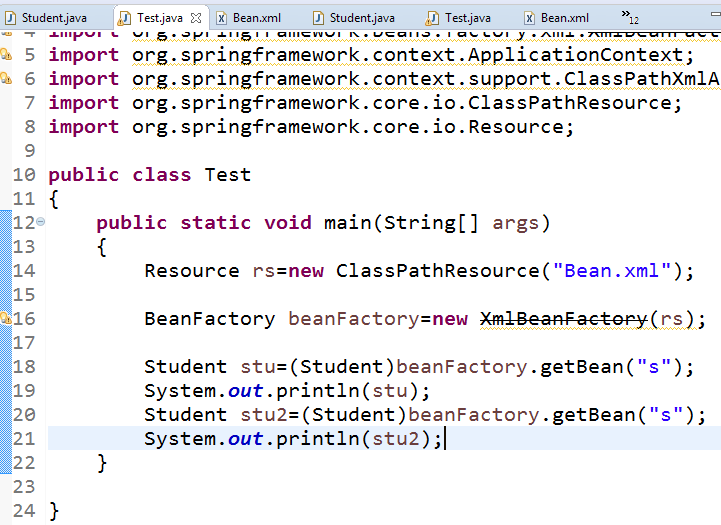 Student.java Test.java Bean.xml Student.java Test.java Bean.xml »12
4 import org.springframework.beans.factory.xml.XmlBeanFact
5 import org.springframework.context.ApplicationContext;
6 import org.springframework.context.support.ClassPathXmlA
7 import org.springframework.core.io.ClassPathResource;
8 import org.springframework.core.io.Resource;
9
10 public class Test
11 {
12 public static void main(String[] args)
13 {
14 Resource rs=new ClassPathResource("Bean.xml");
15
16 BeanFactory beanFactory=new XmlBeanFactory(rs);
17
18 Student stu=(Student)beanFactory.getBean("s");
19 System.out.println(stu);
20 Student stu2=(Student)beanFactory.getBean("s");
21 System.out.println(stu2);
22 }
23
24 }